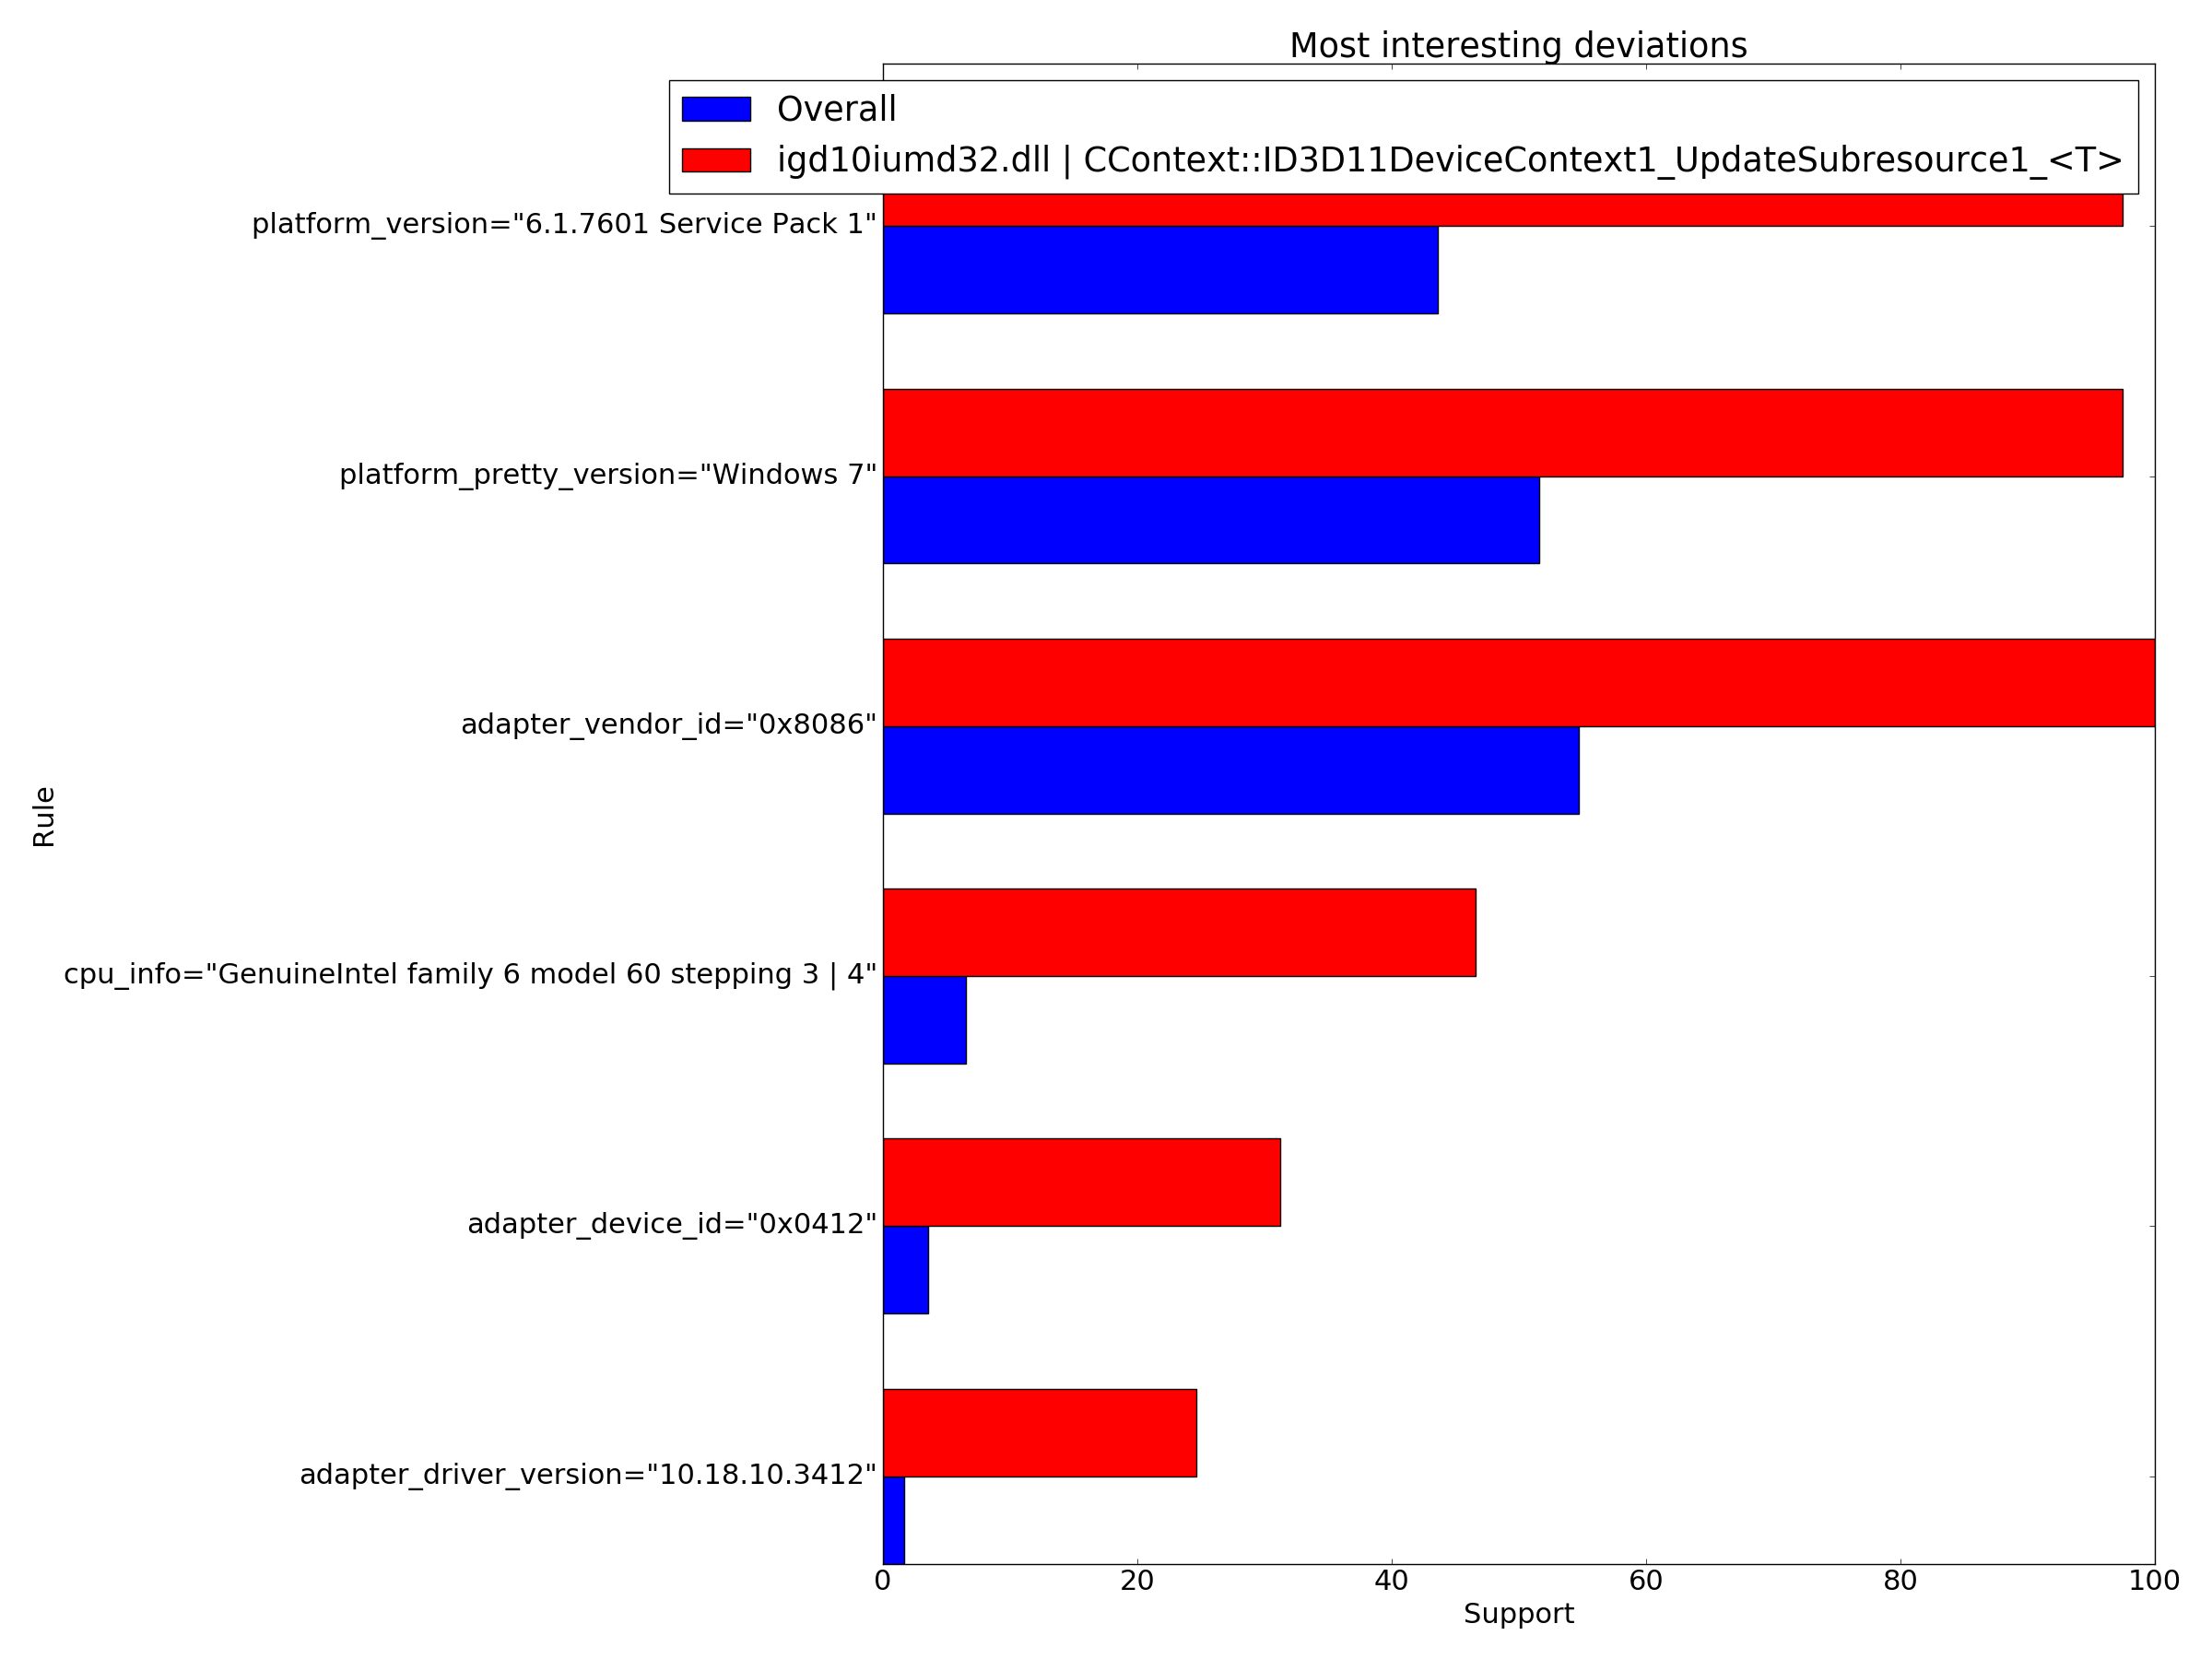 Most interesting deviations
Overall
igd10iumd32.dll | CContext::ID3D11DeviceContext1_UpdateSubresource1_<T>
platform_version="6.1.7601 Service Pack 1"
platform_pretty_version="Windows 7"
adapter_vendor_id="0x8086"
Rule
cpu_info="GenuineIntel family 6 model 60 stepping 3 | 4"
adapter_device_id="0x0412"
adapter_driver_version="10.18.10.3412"
0 20 40 60 80 100
Support